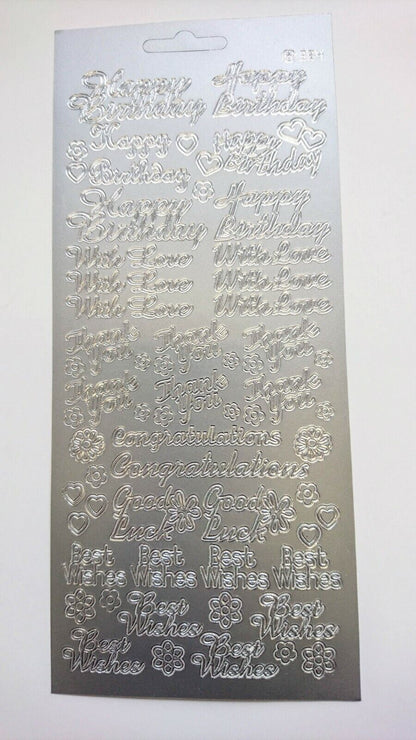 Happy Happy
Birthday Birthday
Happy Happy
Birthday Birthday
Happy Happy
Birthday Birthday
With Love With Love
With Love With Love
With Love With Love
Thank Thank Thank
You You You
Thank Thank Thank
You You You
Congratulations
Congratulations
Good Good
Luck Luck
Best Best Best Best
Wishes Wishes Wishes Wishes
Best Best
Wishes Wishes
Best Best
Wishes Wishes